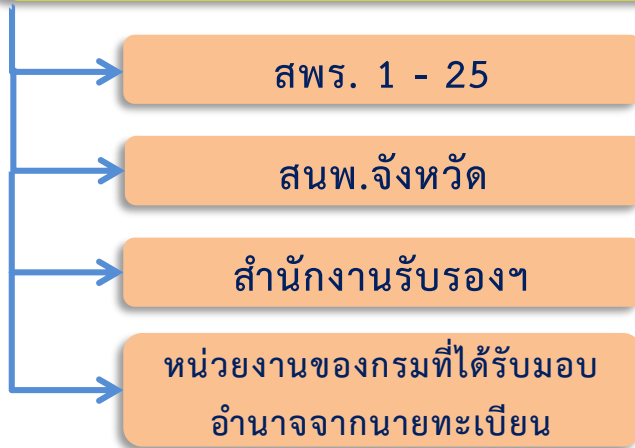 สพร. 1 - 25
สนพ.จังหวัด
สำนักงานรับรองฯ
หน่วยงานของกรมที่ได้รับมอบ
อำนาจจากนายทะเบียน